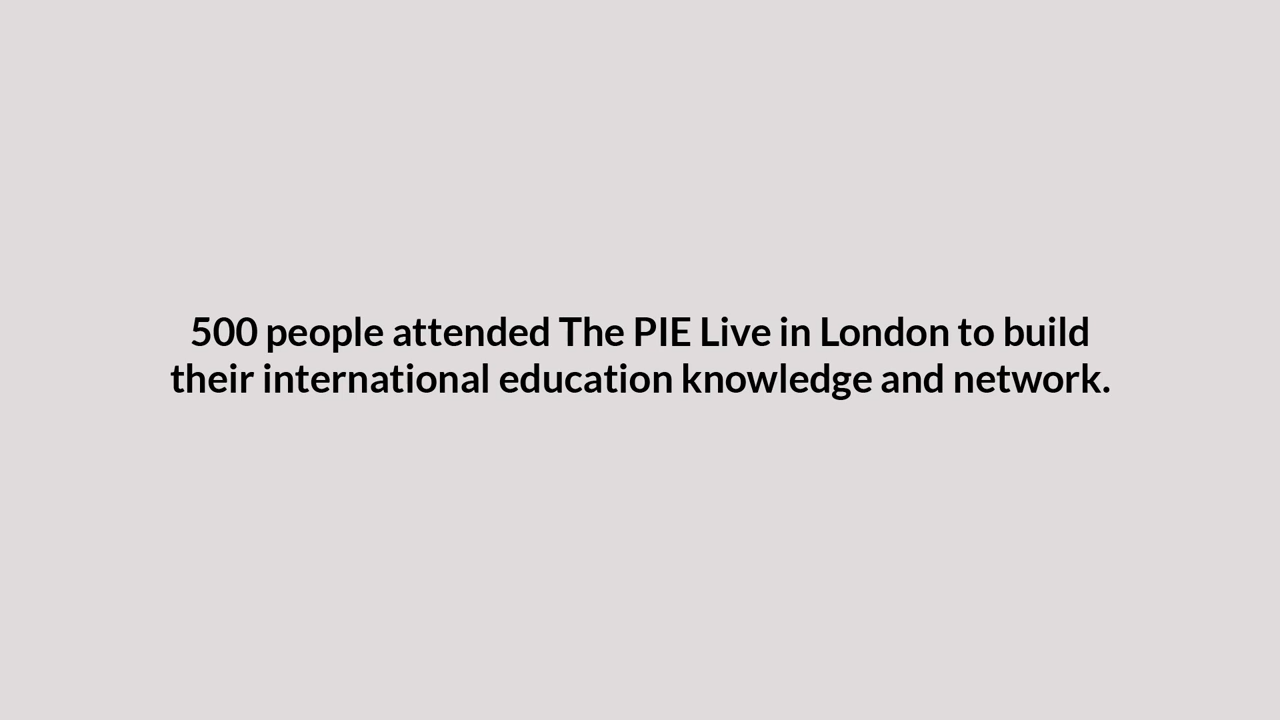 500 people attended The PIE Live in London to build
their international education knowledge and network.